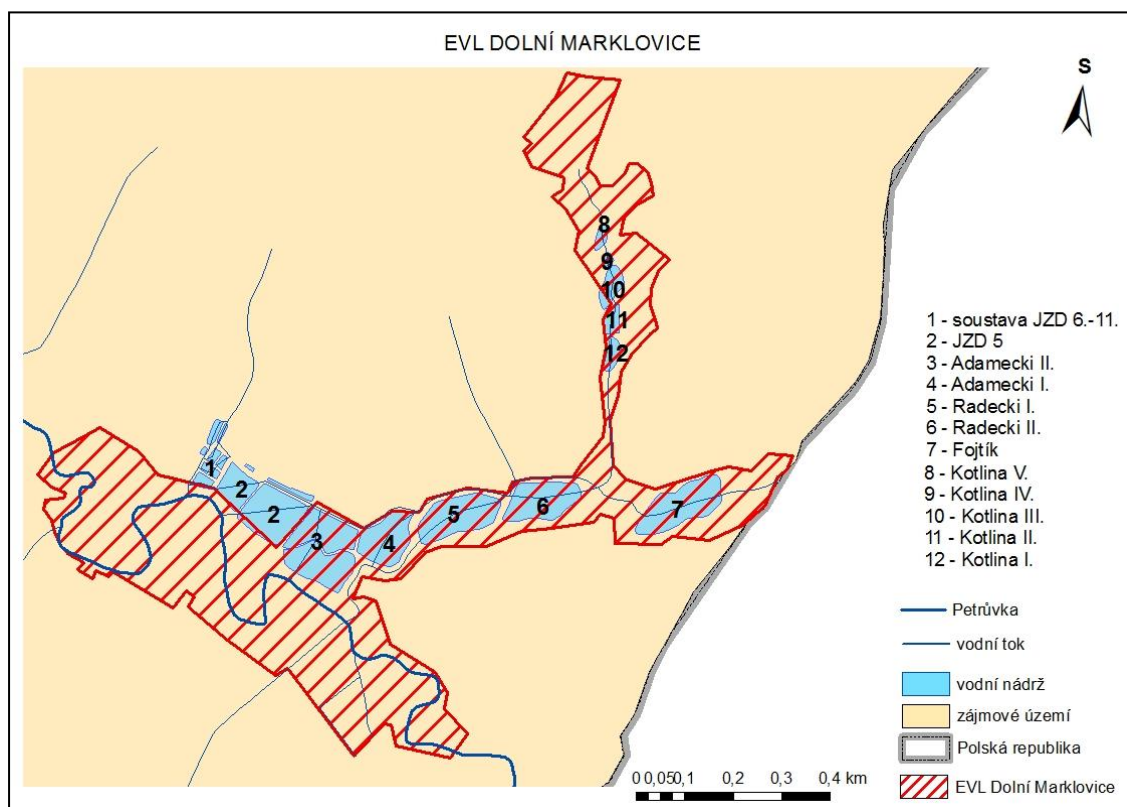 EVL DOLNÍ MARKLOVICE
S
8
9
10
11
12
1
2
2
3
4
5
6
7
1 - soustava JZD 6.-11.
2 - JZD 5
3 - Adamecki II.
4 - Adamecki I.
5 - Radecki I.
6 - Radecki II.
7 - Fojtík
8 - Kotlina V.
9 - Kotlina IV.
10 - Kotlina III.
11 - Kotlina II.
12 - Kotlina I.
Petrůvka
vodní tok
vodní nádrž
zájmové území
Polská republika
EVL Dolní Marklovice
0 0,05 0,1 0,2 0,3 0,4 km